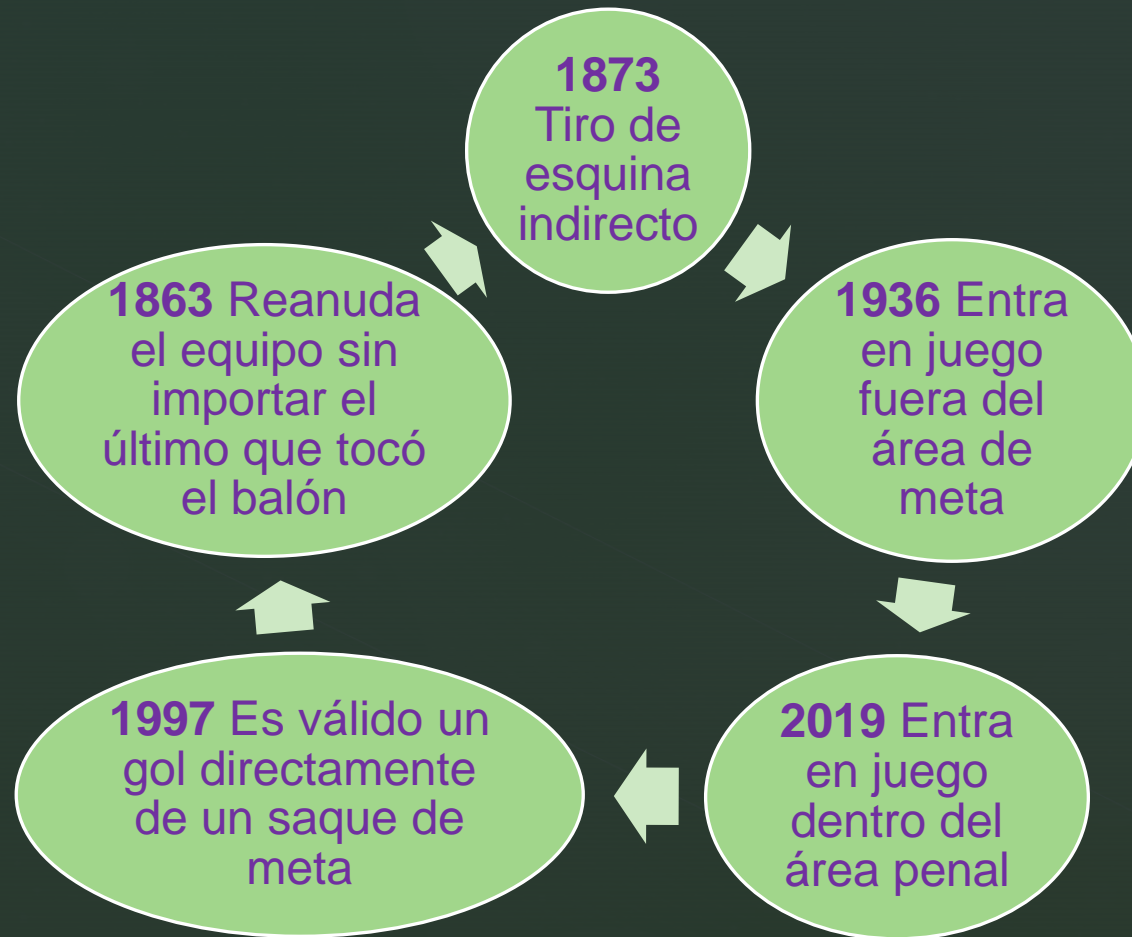 1873
Tiro de
esquina
indirecto
1936 Entra
en juego
fuera del
área de
meta
2019 Entra
en juego
dentro del
área penal
1997 Es válido un
gol directamente
de un saque de
meta
1863 Reanuda
el equipo sin
importar el
último que tocó
el balón